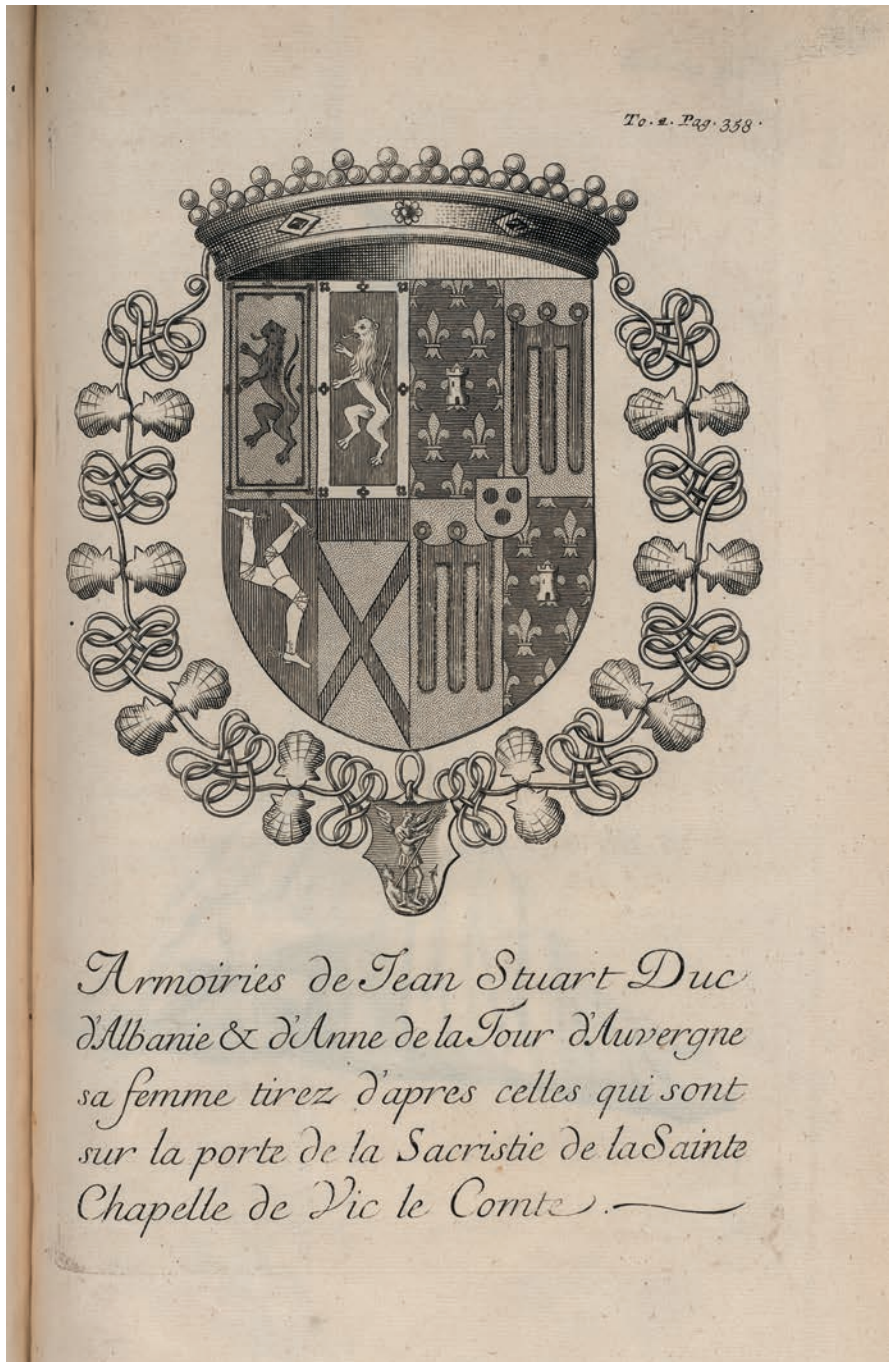 To. 1. Pag. 358.
Armoiries de Jean Stuart Duc
d'Albanie & d'Anne de la Tour d'Auvergne
sa femme tirez d'apres celles qui sont
sur la porte de la Sacristie de la Sainte
Chapelle de Vic le Comte.